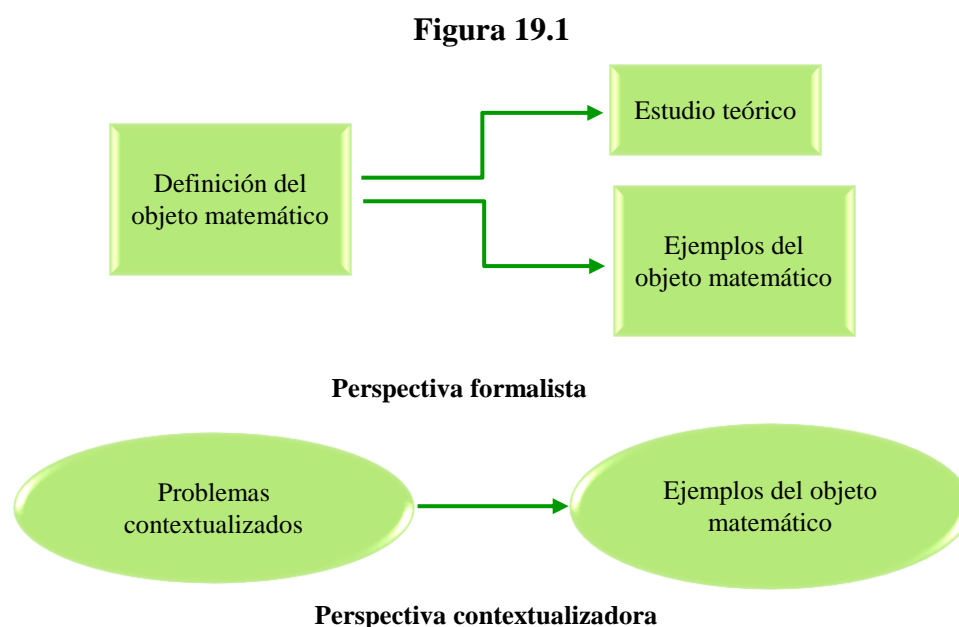 Figura 19.1
Estudio teórico
Definición del
objeto matemático
Ejemplos del
objeto matemático
Perspectiva formalista
Problemas
contextualizados
Ejemplos del objeto
matemático
Perspectiva contextualizadora